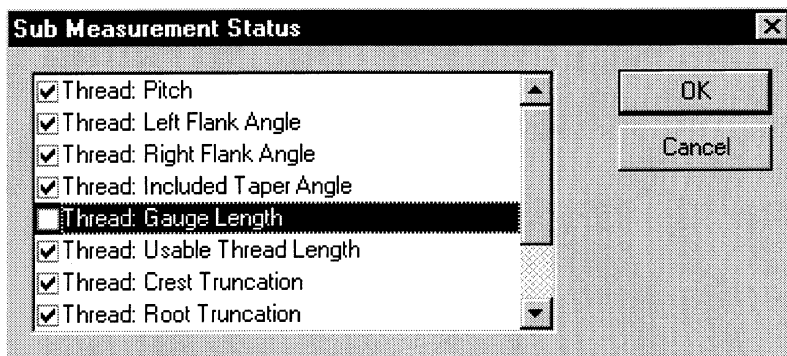 Sub Measurement Status
Thread: Pitch
Thread: Left Flank Angle
Thread: Right Flank Angle
Thread: Included Taper Angle
Thread: Gauge Length
Thread: Usable Thread Length
Thread: Crest Truncation
Thread: Root Truncation
OK
Cancel